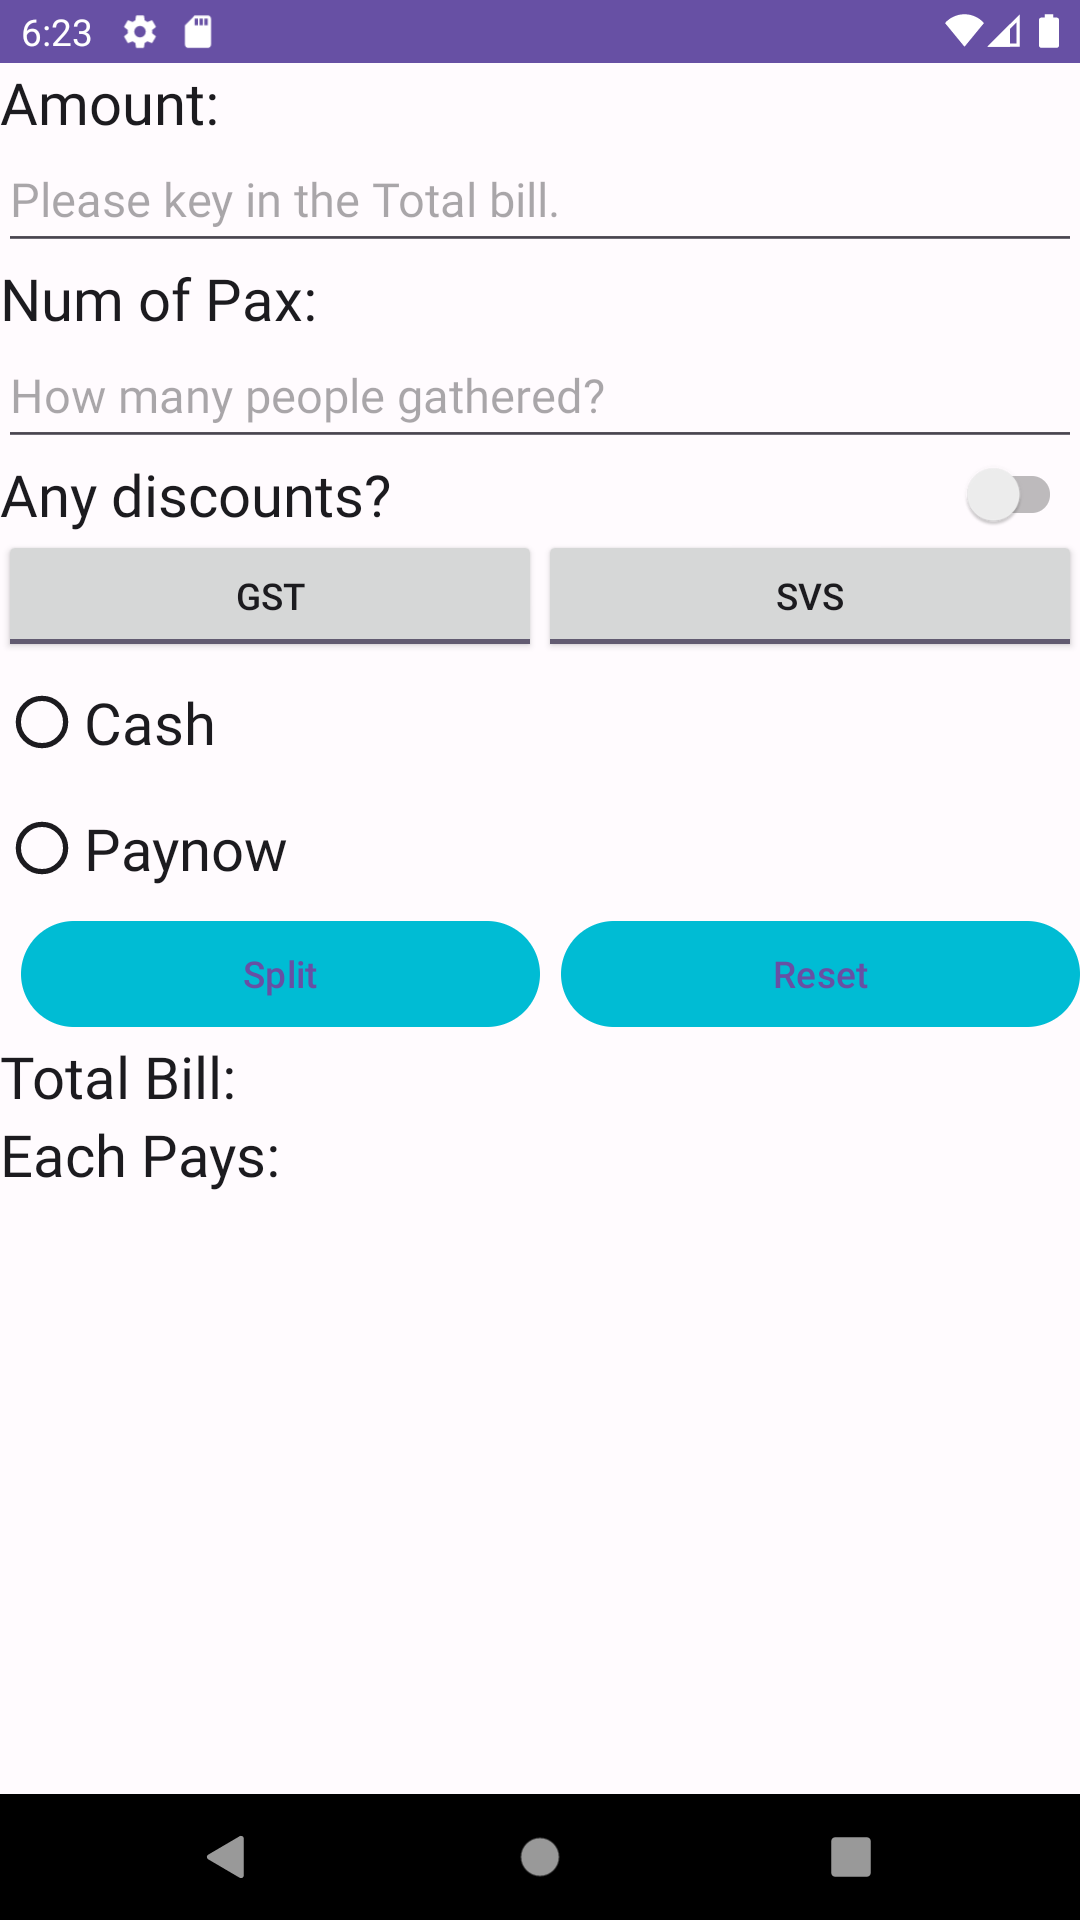 6:23
Amount:
Please key in the Total bill.
Num of Pax:
How many people gathered?
Any discounts?
GST SVS
Cash
Paynow
Split Reset
Total Bill:
Each Pays: